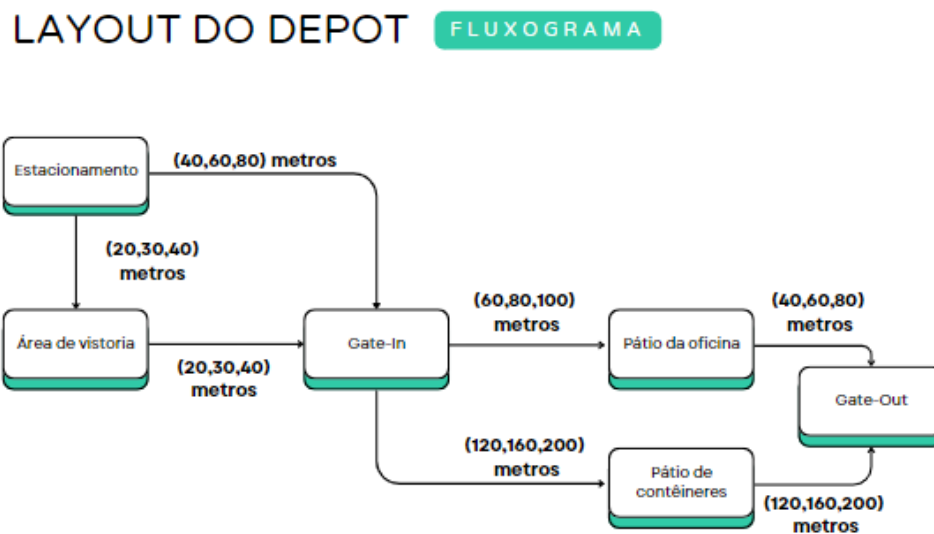 LAYOUT DO DEPOT
FLUXOGRAMA
Estacionamento
(40,60,80) metros
(20,30,40)
metros
Área de vistoria
(20,30,40)
metros
Gate-In
(60,80,100)
metros
Pátio da oficina
(40,60,80)
metros
Gate-Out
(120,160,200)
metros
Pátio de
contêineres
(120,160,200)
metros